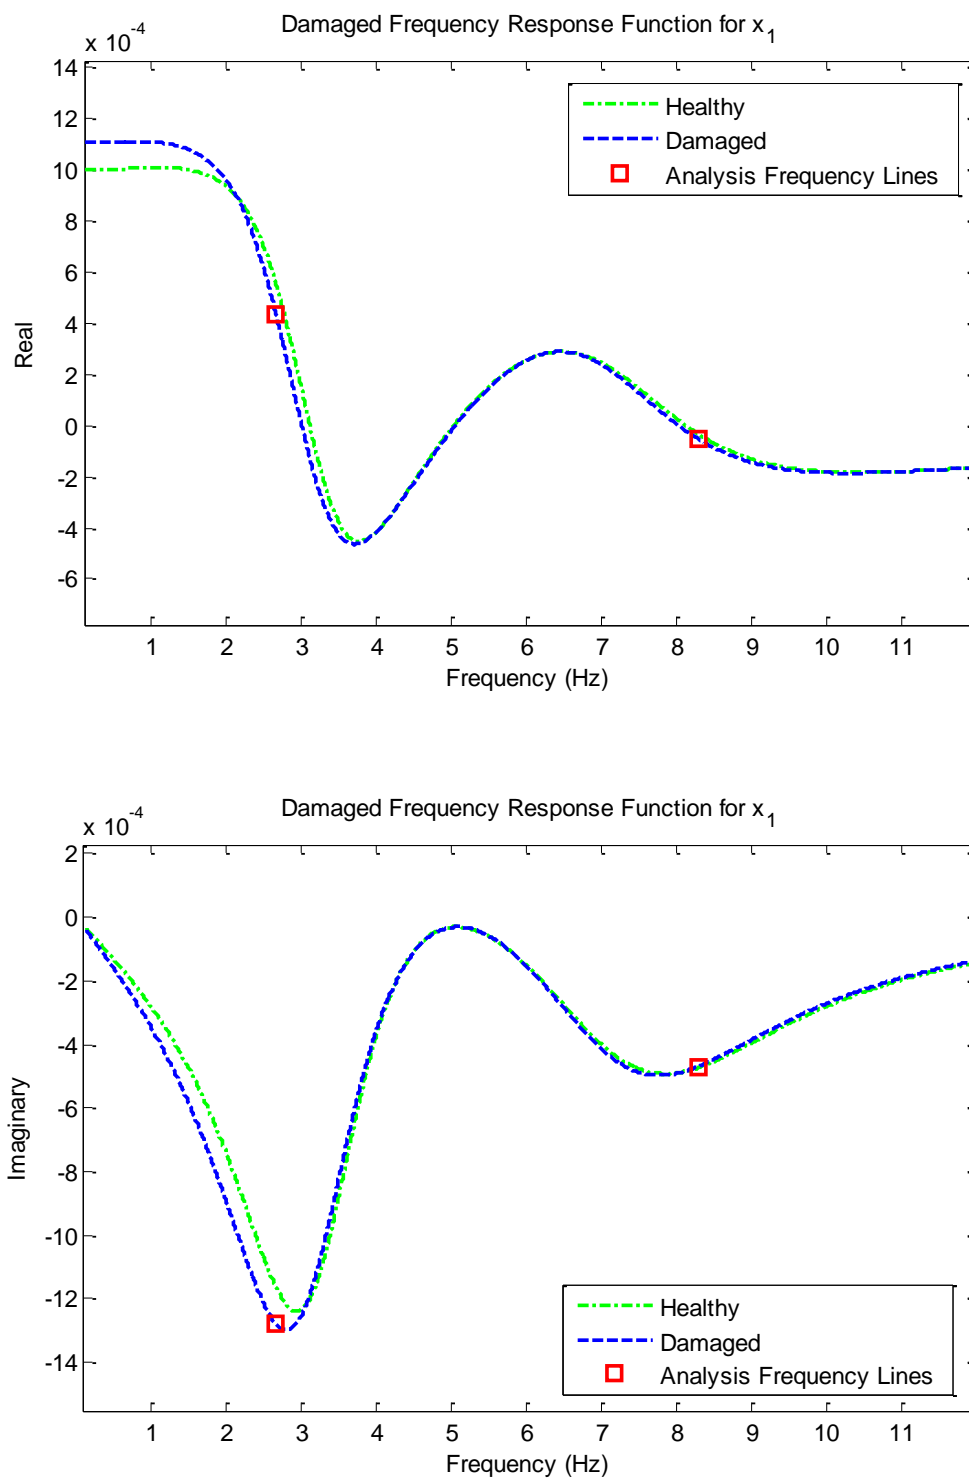 Damaged Frequency Response Function for x1
x 10-4
14
12
10
8
6
4
2
0
-2
-4
-6
Real
1 2 3 4 5 6 7 8 9 10 11
Frequency (Hz)
Healthy
Damaged
Analysis Frequency Lines
Damaged Frequency Response Function for x1
x 10-4
2
0
-2
-4
-6
-8
-10
-12
-14
Imaginary
1 2 3 4 5 6 7 8 9 10 11
Frequency (Hz)
Healthy
Damaged
Analysis Frequency Lines